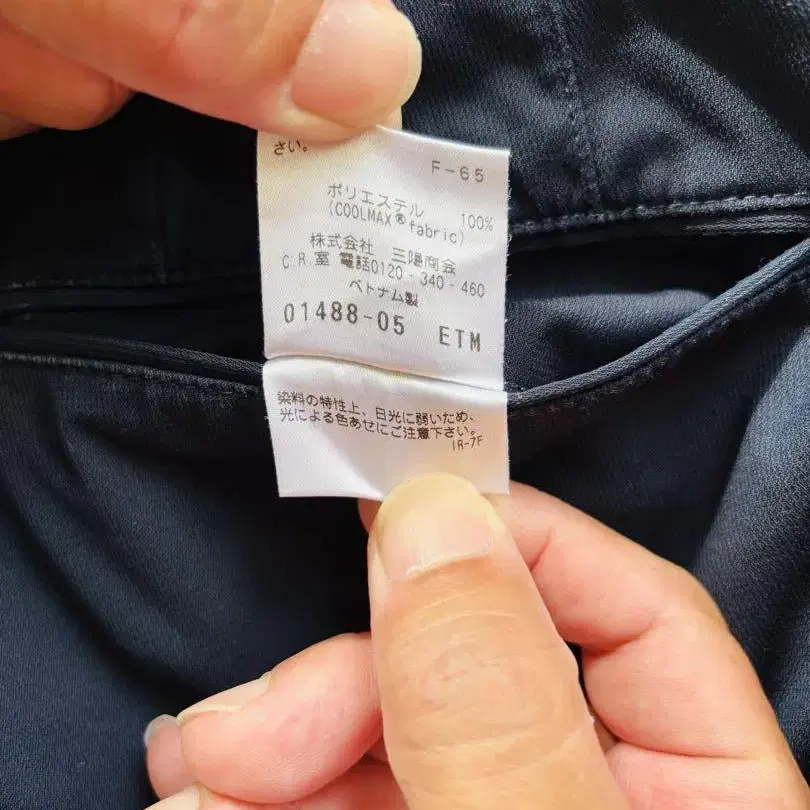 さい。
F-65
ポリエステル 100%
(COOLMAX®fabric)
株式会社 三陽商会
C.R.室 電話0120-340-460
ベトナム製
01488-05 ETM
染料の特性上、日光に弱いため、
光による色あせにご注意下さい。
IR-7F